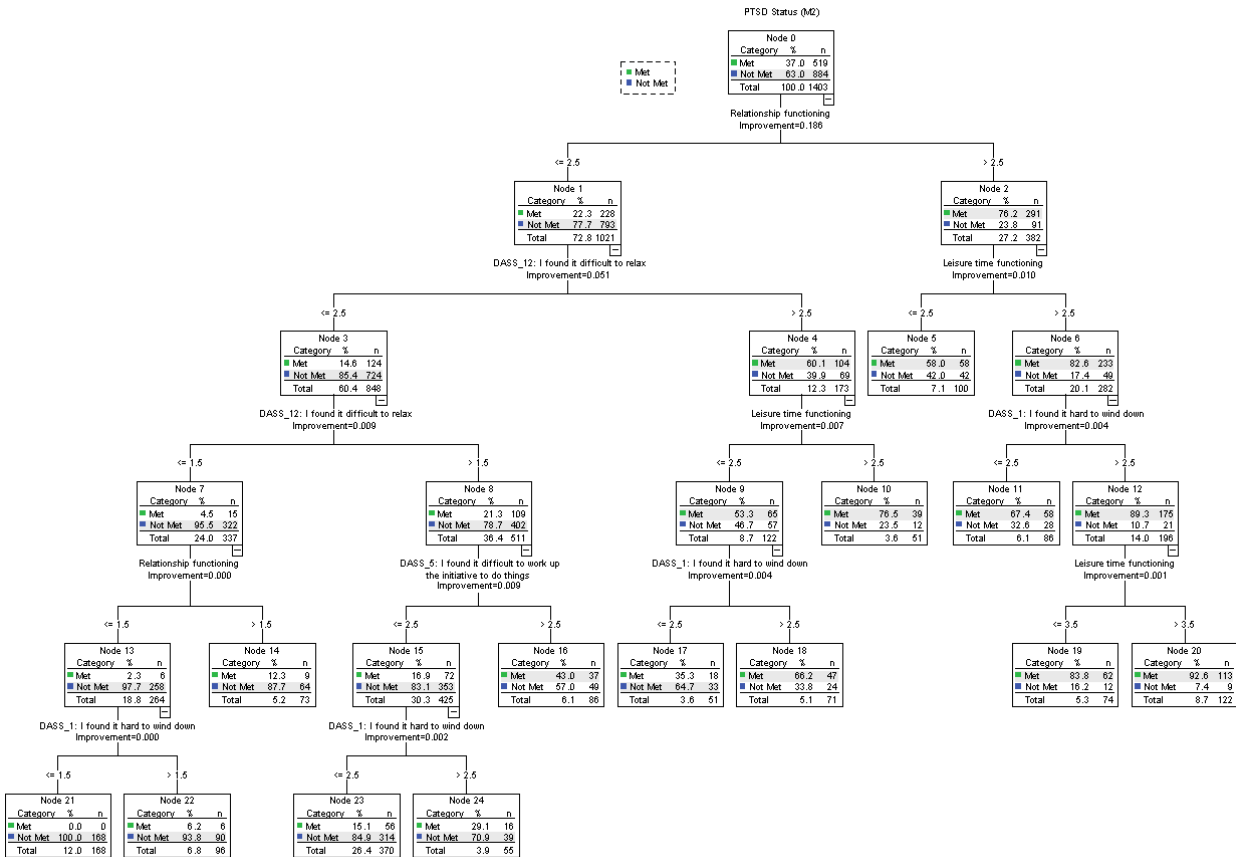 PTSD Status (M2)
Met
Not Met
Node 0
Category % n
Met 37.0 519
Not Met 63.0 884
Total 100.0 1403
Relationship functioning
Improvement=0.186
<= 2.5
> 2.5
Node 1
Category % n
Met 22.3 228
Not Met 77.7 793
Total 72.8 1021
Node 2
Category % n
Met 76.2 291
Not Met 23.8 91
Total 27.2 382
DASS_12: I found it difficult to relax
Improvement=0.051
Leisure time functioning
Improvement=0.010
<= 2.5
> 2.5
<= 2.5
> 2.5
Node 3
Category % n
Met 14.6 124
Not Met 85.4 724
Total 60.4 848
Node 4
Category % n
Met 60.1 104
Not Met 39.9 69
Total 12.3 173
Node 5
Category % n
Met 58.0 58
Not Met 42.0 42
Total 7.1 100
Node 6
Category % n
Met 82.6 233
Not Met 17.4 49
Total 20.1 282
DASS_12: I found it difficult to relax
Improvement=0.009
Leisure time functioning
Improvement=0.007
DASS_1: I found it hard to wind down
Improvement=0.004
<= 1.5
> 1.5
<= 2.5
> 2.5
<= 2.5
> 2.5
Node 7
Category % n
Met 4.5 15
Not Met 95.5 322
Total 24.0 337
Node 8
Category % n
Met 21.3 109
Not Met 78.7 402
Total 36.4 511
Node 9
Category % n
Met 53.3 65
Not Met 46.7 57
Total 8.7 122
Node 10
Category % n
Met 76.5 39
Not Met 23.5 12
Total 3.6 51
Node 11
Category % n
Met 67.4 58
Not Met 32.6 28
Total 6.1 86
Node 12
Category % n
Met 89.3 175
Not Met 10.7 21
Total 14.0 196
Relationship functioning
Improvement=0.000
DASS_5: I found it difficult to work up
the initiative to do things
Improvement=0.009
DASS_1: I found it hard to wind down
Improvement=0.004
Leisure time functioning
Improvement=0.001
<= 1.5
> 1.5
<= 2.5
> 2.5
<= 2.5
> 2.5
<= 3.5
> 3.5
Node 13
Category % n
Met 2.3 6
Not Met 97.7 258
Total 18.8 264
Node 14
Category % n
Met 12.3 9
Not Met 87.7 64
Total 5.2 73
Node 15
Category % n
Met 16.9 72
Not Met 83.1 353
Total 30.3 425
Node 16
Category % n
Met 43.0 37
Not Met 57.0 49
Total 6.1 86
Node 17
Category % n
Met 35.3 18
Not Met 64.7 33
Total 3.6 51
Node 18
Category % n
Met 66.2 47
Not Met 33.8 24
Total 5.1 71
Node 19
Category % n
Met 83.8 62
Not Met 16.2 12
Total 5.3 74
Node 20
Category % n
Met 92.6 113
Not Met 7.4 9
Total 8.7 122
DASS_1: I found it hard to wind down
Improvement=0.000
DASS_1: I found it hard to wind down
Improvement=0.002
<= 1.5
> 1.5
<= 2.5
> 2.5
Node 21
Category % n
Met 0.0 0
Not Met 100.0 168
Total 12.0 168
Node 22
Category % n
Met 6.2 6
Not Met 93.8 90
Total 6.8 96
Node 23
Category % n
Met 15.1 56
Not Met 84.9 314
Total 26.4 370
Node 24
Category % n
Met 29.1 16
Not Met 70.9 39
Total 3.9 55